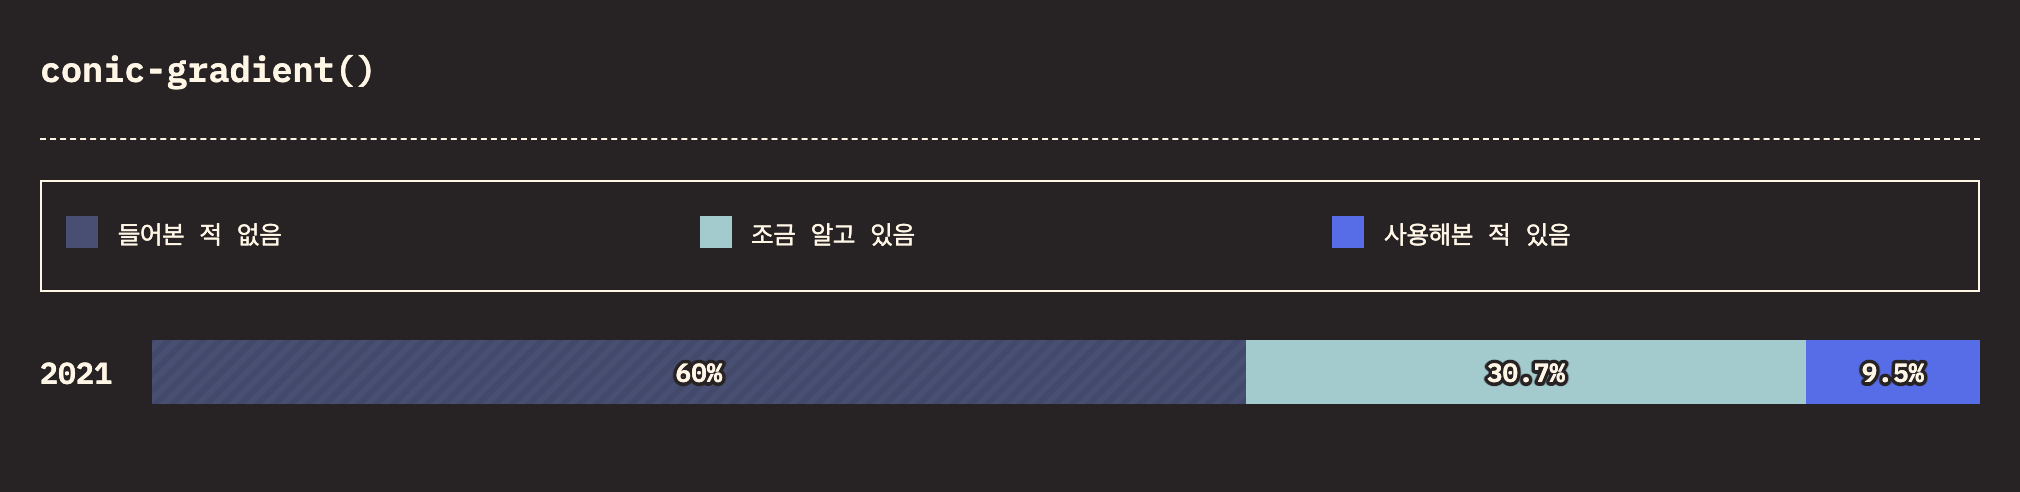 conic-gradient()
들어본 적 없음 조금 알고 있음 사용해본 적 있음
2021 60% 30.7% 9.5%